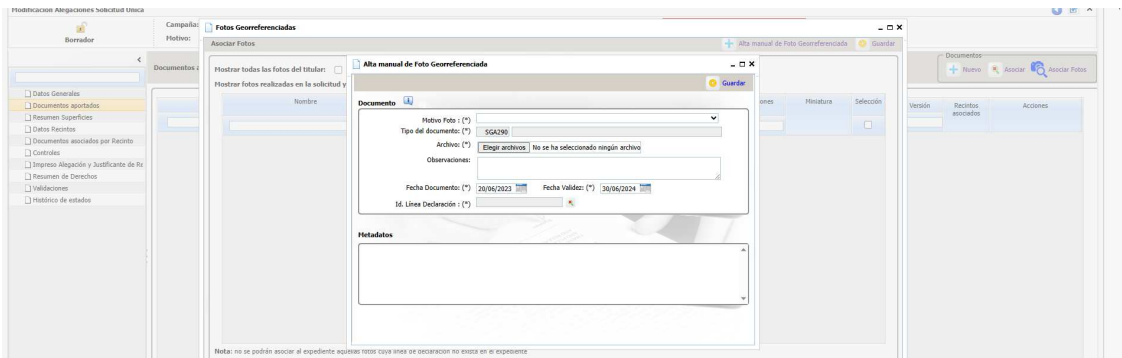 Modificación Alegaciones Solicitud Única
Borrador
Campaña:
Motivo:
Datos Generales
Documentos aportados
Resumen Superficies
Datos Recintos
Documentos asociados por Recinto
Controles
Impreso Alegación y Justificante de Re
Resumen de Derechos
Validaciones
Histórico de estados
Documentos a
Fotos Georreferenciadas
Asociar Fotos
Alta manual de Foto Georreferenciada
Guardar
Mostrar todas las fotos del titular:
Mostrar fotos realizadas en la solicitud y
Nombre
ones
Miniatura
Selección
Alta manual de Foto Georreferenciada
Guardar
Documento
Motivo Foto : (*)
Tipo del documento: (*) SGA290
Archivo: (*) Elegir archivos No se ha seleccionado ningún archivo
Observaciones:
Fecha Documento: (*) 20/06/2023 Fecha Validez: (*) 30/06/2024
Id. Línea Declaración : (*)
Metadatos
Nota: no se podrán asociar al expediente aquellas fotos cuya línea de declaración no exista en el expediente
Documentos
Nuevo
Asociar
Asociar Fotos
Versión
Recintos
asociados
Acciones